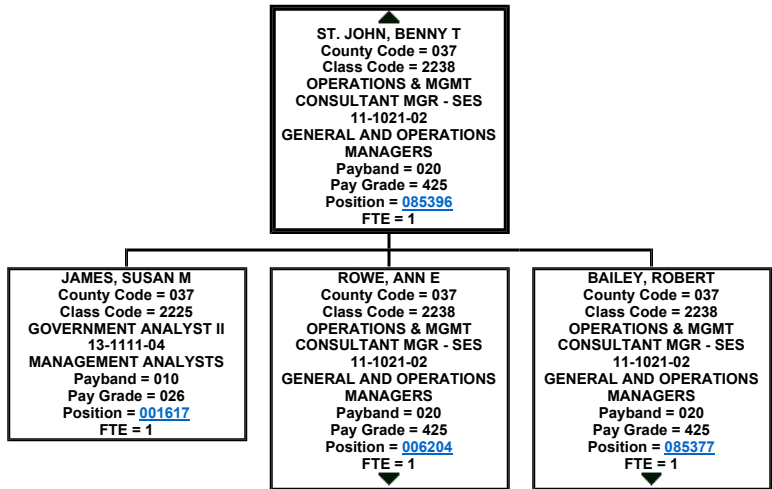 ST. JOHN, BENNY T
County Code = 037
Class Code = 2238
OPERATIONS & MGMT
CONSULTANT MGR - SES
11-1021-02
GENERAL AND OPERATIONS
MANAGERS
Payband = 020
Pay Grade = 425
Position = 085396
FTE = 1
JAMES, SUSAN M
County Code = 037
Class Code = 2225
GOVERNMENT ANALYST II
13-1111-04
MANAGEMENT ANALYSTS
Payband = 010
Pay Grade = 026
Position = 001617
FTE = 1
ROWE, ANN E
County Code = 037
Class Code = 2238
OPERATIONS & MGMT
CONSULTANT MGR - SES
11-1021-02
GENERAL AND OPERATIONS
MANAGERS
Payband = 020
Pay Grade = 425
Position = 006204
FTE = 1
BAILEY, ROBERT
County Code = 037
Class Code = 2238
OPERATIONS & MGMT
CONSULTANT MGR - SES
11-1021-02
GENERAL AND OPERATIONS
MANAGERS
Payband = 020
Pay Grade = 425
Position = 085377
FTE = 1